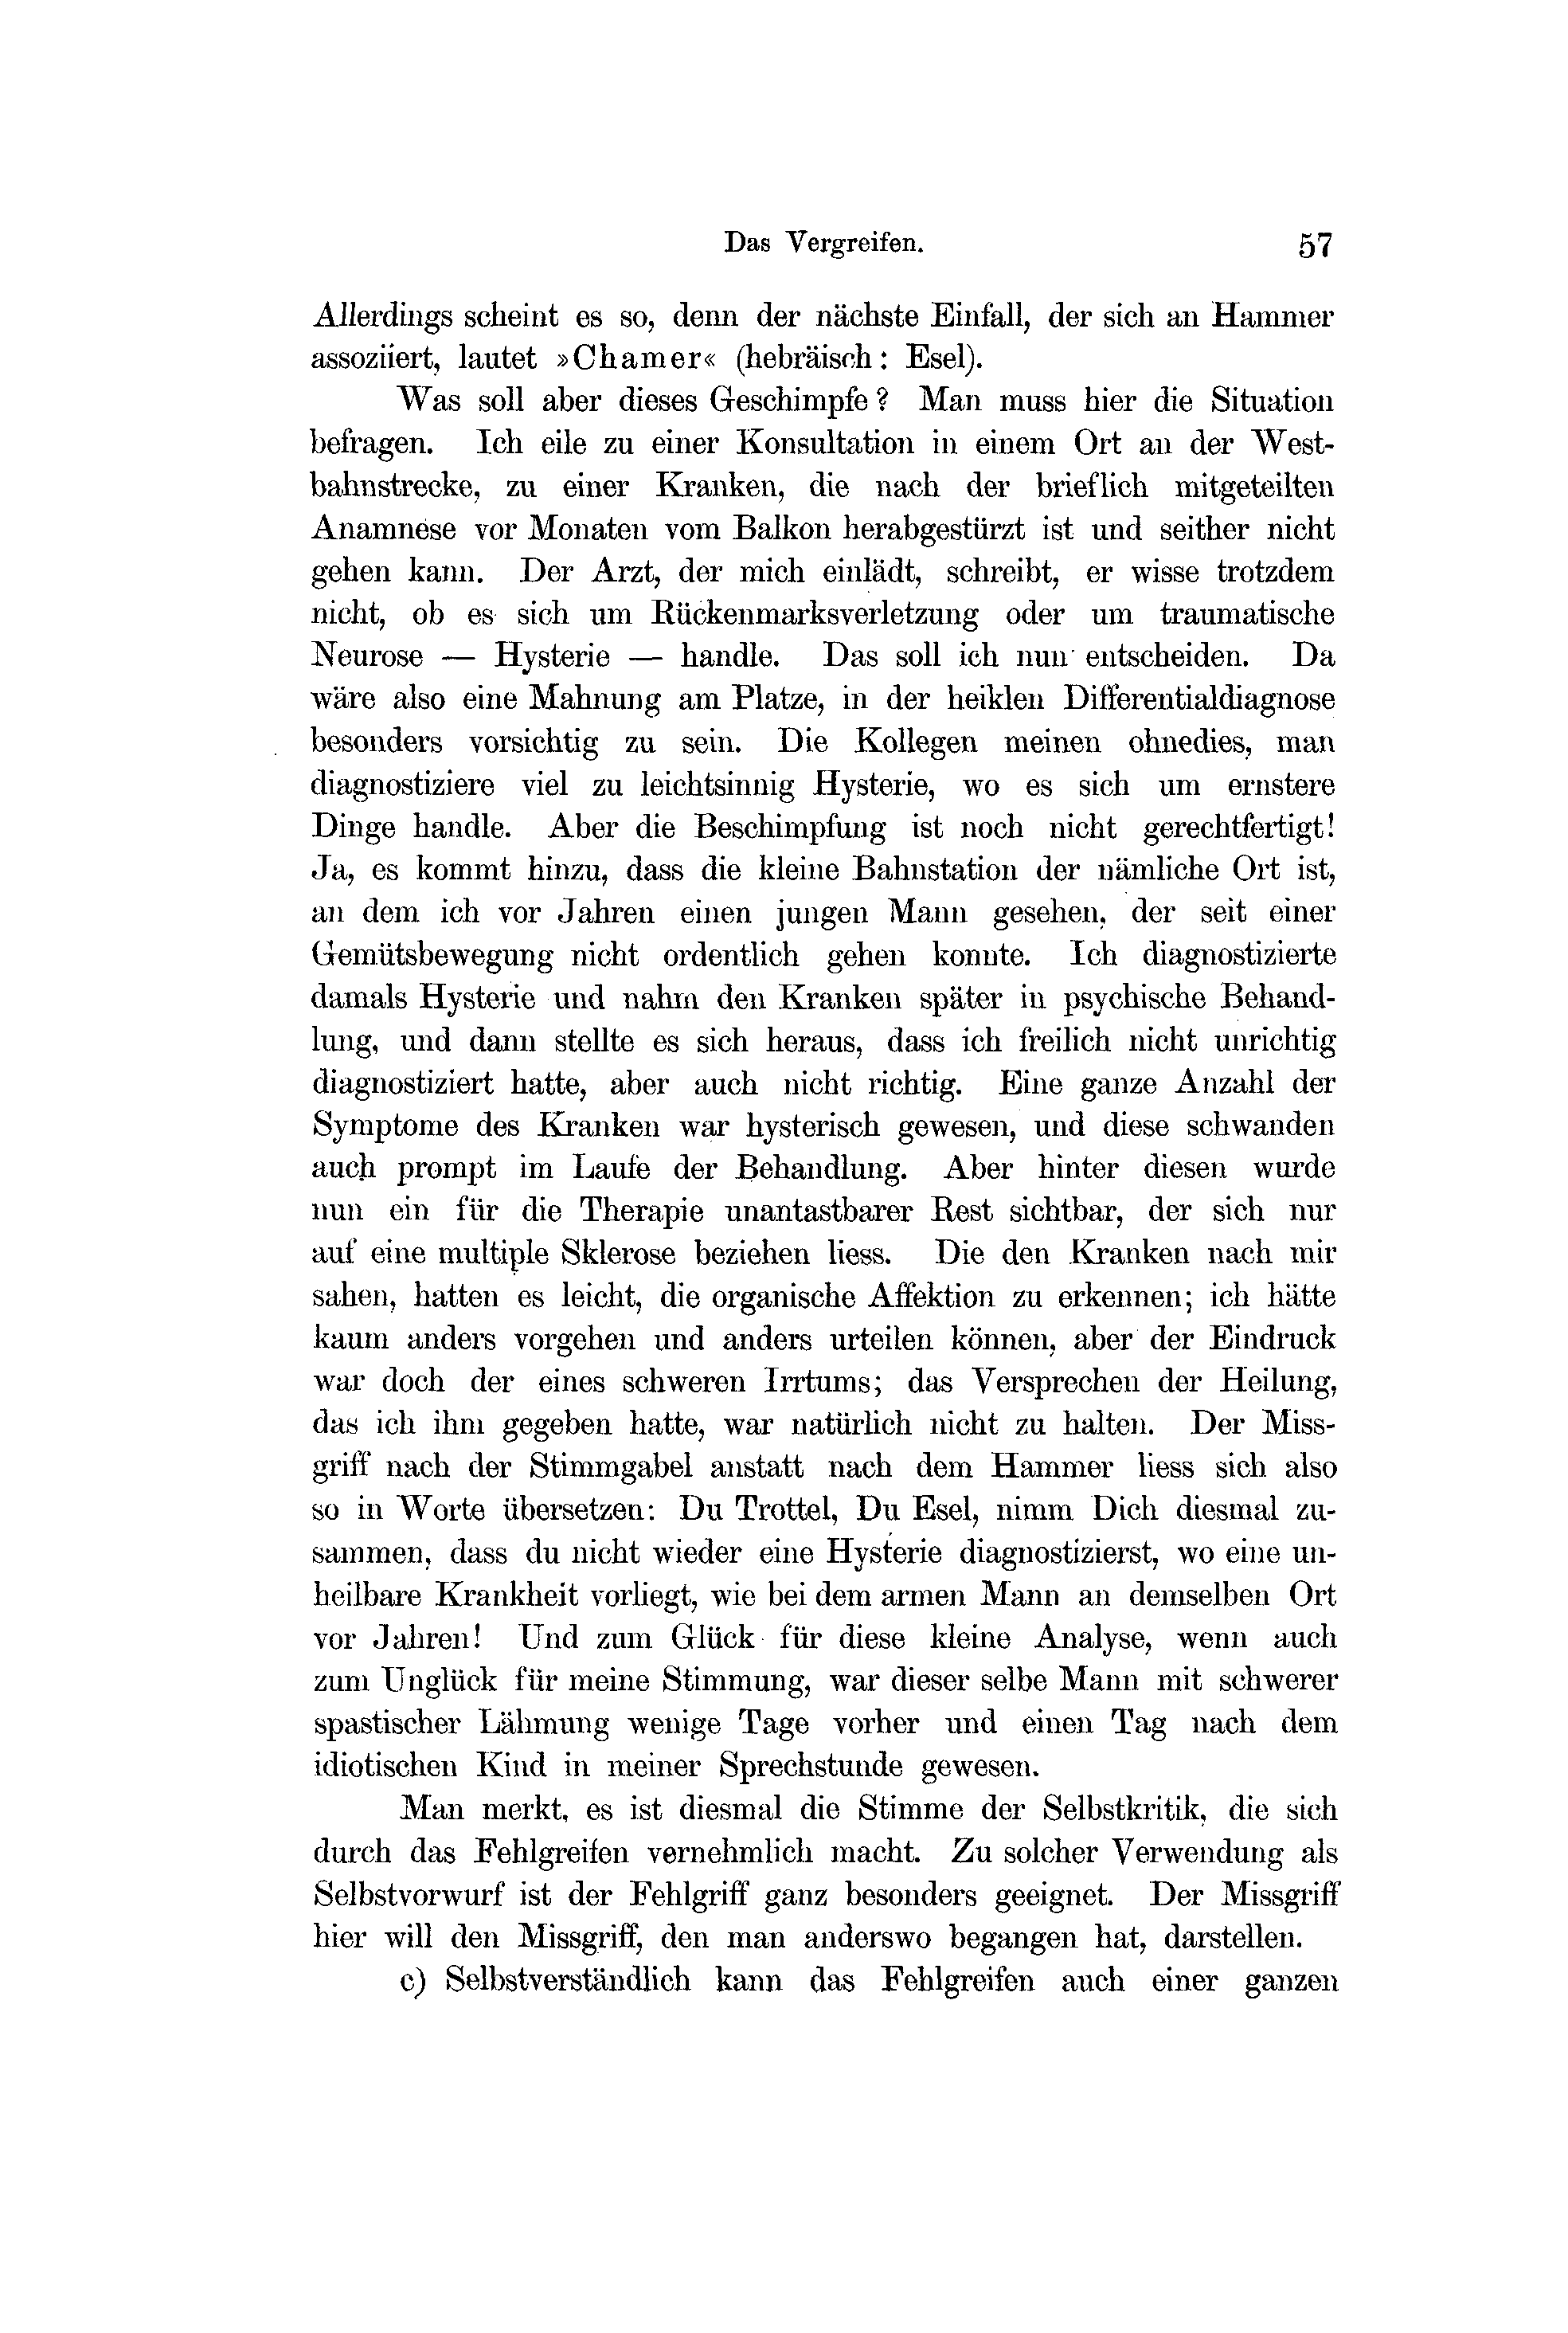 Das Vergreifen. 57
Allerdings scheint es so, denn der nächste Einfall, der sich an Hammer
assoziiert, lautet »Chamer« (hebräisch: Esel).
Was soll aber dieses Geschimpfe? Man muss hier die Situation
befragen. Ich eile zu einer Konsultation in einem Ort an der West-
bahnstrecke, zu einer Kranken, die nach der brieflich mitgeteilten
Anamnese vor Monaten vom Balkon herabgestürzt ist und seither nicht
gehen kann. Der Arzt, der mich einlädt, schreibt, er wisse trotzdem
nicht, ob es sich um Rückenmarksverletzung oder um traumatische
Neurose — Hysterie — handle. Das soll ich nun entscheiden. Da
wäre also eine Mahnung am Platze, in der heiklen Differentialdiagnose
besonders vorsichtig zu sein. Die Kollegen meinen ohnedies, man
diagnostiziere viel zu leichtsinnig Hysterie, wo es sich um ernstere
Dinge handle. Aber die Beschimpfung ist noch nicht gerechtfertigt!
Ja, es kommt hinzu, dass die kleine Bahnstation der nämliche Ort ist,
an dem ich vor Jahren einen jungen Mann gesehen, der seit einer
Gemütsbewegung nicht ordentlich gehen konnte. Ich diagnostizierte
damals Hysterie und nahm den Kranken später in psychische Behand-
lung, und dann stellte es sich heraus, dass ich freilich nicht unrichtig
diagnostiziert hatte, aber auch nicht richtig. Eine ganze Anzahl der
Symptome des Kranken war hysterisch gewesen, und diese schwanden
auch prompt im Laufe der Behandlung. Aber hinter diesen wurde
nun ein für die Therapie unantastbarer Rest sichtbar, der sich nur
auf eine multiple Sklerose beziehen liess. Die den Kranken nach mir
sahen, hatten es leicht, die organische Affektion zu erkennen; ich hätte
kaum anders vorgehen und anders urteilen können, aber der Eindruck
war doch der eines schweren Irrtums; das Versprechen der Heilung,
das ich ihm gegeben hatte, war natürlich nicht zu halten. Der Miss-
griff nach der Stimmgabel anstatt nach dem Hammer liess sich also
so in Worte übersetzen: Du Trottel, Du Esel, nimm Dich diesmal zu-
sammen, dass du nicht wieder eine Hysterie diagnostizierst, wo eine un-
heilbare Krankheit vorliegt, wie bei dem armen Mann an demselben Ort
vor Jahren! Und zum Glück für diese kleine Analyse, wenn auch
zum Unglück für meine Stimmung, war dieser selbe Mann mit schwerer
spastischer Lähmung wenige Tage vorher und einen Tag nach dem
idiotischen Kind in meiner Sprechstunde gewesen.
Man merkt, es ist diesmal die Stimme der Selbstkritik, die sich
durch das Fehlgreifen vernehmlich macht. Zu solcher Verwendung als
Selbstvorwurf ist der Fehlgriff ganz besonders geeignet. Der Missgriff
hier will den Missgriff, den man anderswo begangen hat, darstellen.
c) Selbstverständlich kann das Fehlgreifen auch einer ganzen